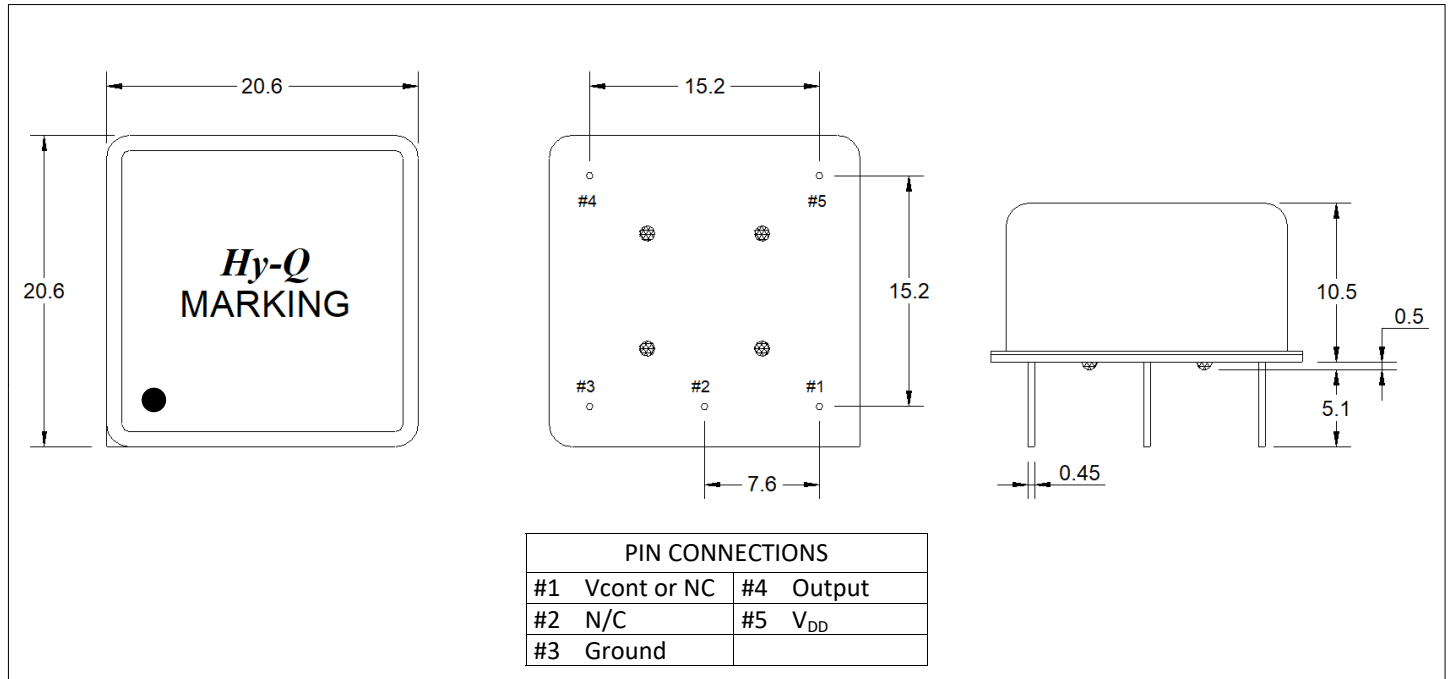 20.6
20.6
Hy-Q
MARKING
15.2
#4 #5
15.2
#3 #2 #1
7.6
10.5
0.5
5.1
0.45
PIN CONNECTIONS
#1 Vcont or NC #4 Output
#2 N/C #5 VDD
#3 Ground